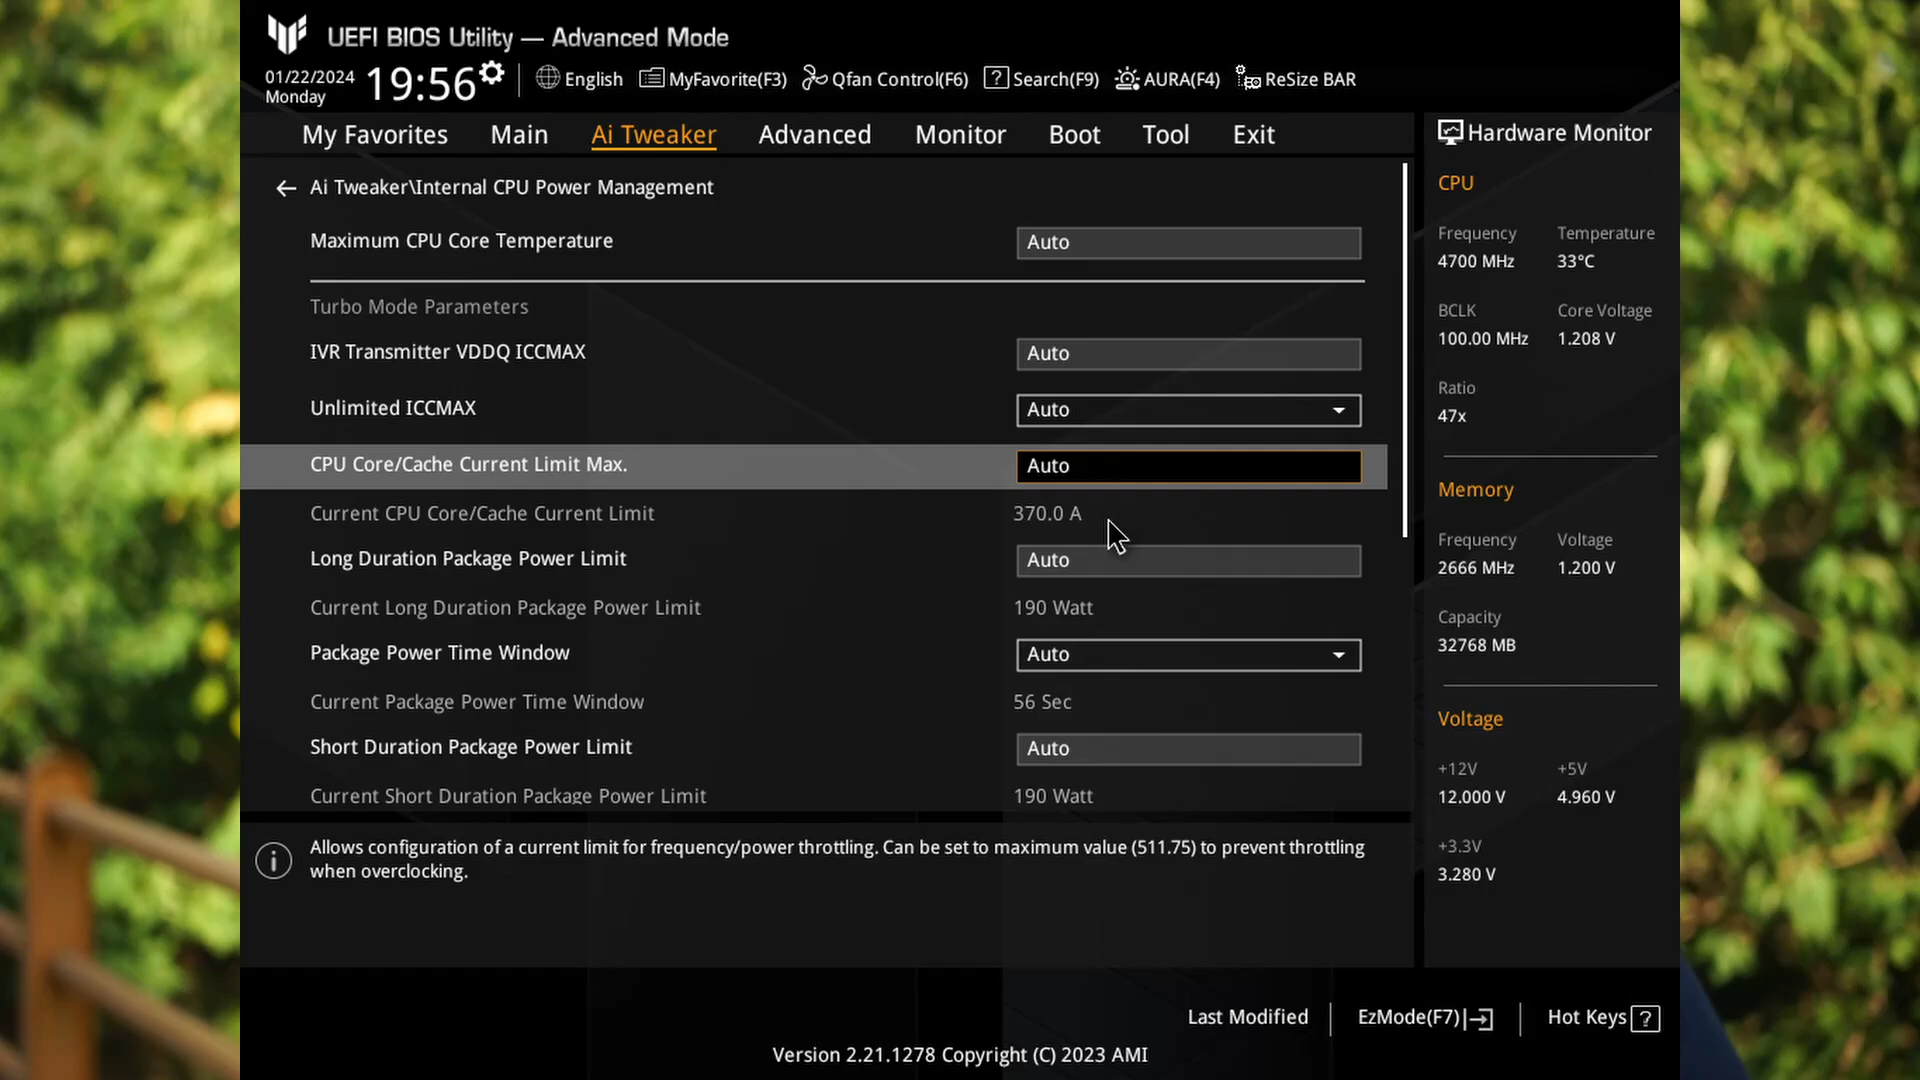 UEFI BIOS Utility — Advanced Mode
01/22/2024
Monday
19:56
English
MyFavorite(F3)
Qfan Control(F6)
? Search(F9)
AURA(F4)
ReSize BAR
My Favorites
Main
Ai Tweaker
Advanced
Monitor
Boot
Tool
Exit
Ai Tweaker\Internal CPU Power Management
Maximum CPU Core Temperature
Auto
Turbo Mode Parameters
IVR Transmitter VDDQ ICCMAX
Auto
Unlimited ICCMAX
Auto
CPU Core/Cache Current Limit Max.
Auto
Current CPU Core/Cache Current Limit
370.0 A
Long Duration Package Power Limit
Auto
Current Long Duration Package Power Limit
190 Watt
Package Power Time Window
Auto
Current Package Power Time Window
56 Sec
Short Duration Package Power Limit
Auto
Current Short Duration Package Power Limit
190 Watt
Allows configuration of a current limit for frequency/power throttling. Can be set to maximum value (511.75) to prevent throttling
when overclocking.
Hardware Monitor
CPU
Frequency
Temperature
4700 MHz
33°C
BCLK
Core Voltage
100.00 MHz
1.208 V
Ratio
47x
Memory
Frequency
Voltage
2666 MHz
1.200 V
Capacity
32768 MB
Voltage
+12V
+5V
12.000 V
4.960 V
+3.3V
3.280 V
Last Modified
EzMode(F7)
Hot Keys ?
Version 2.21.1278 Copyright (C) 2023 AMI